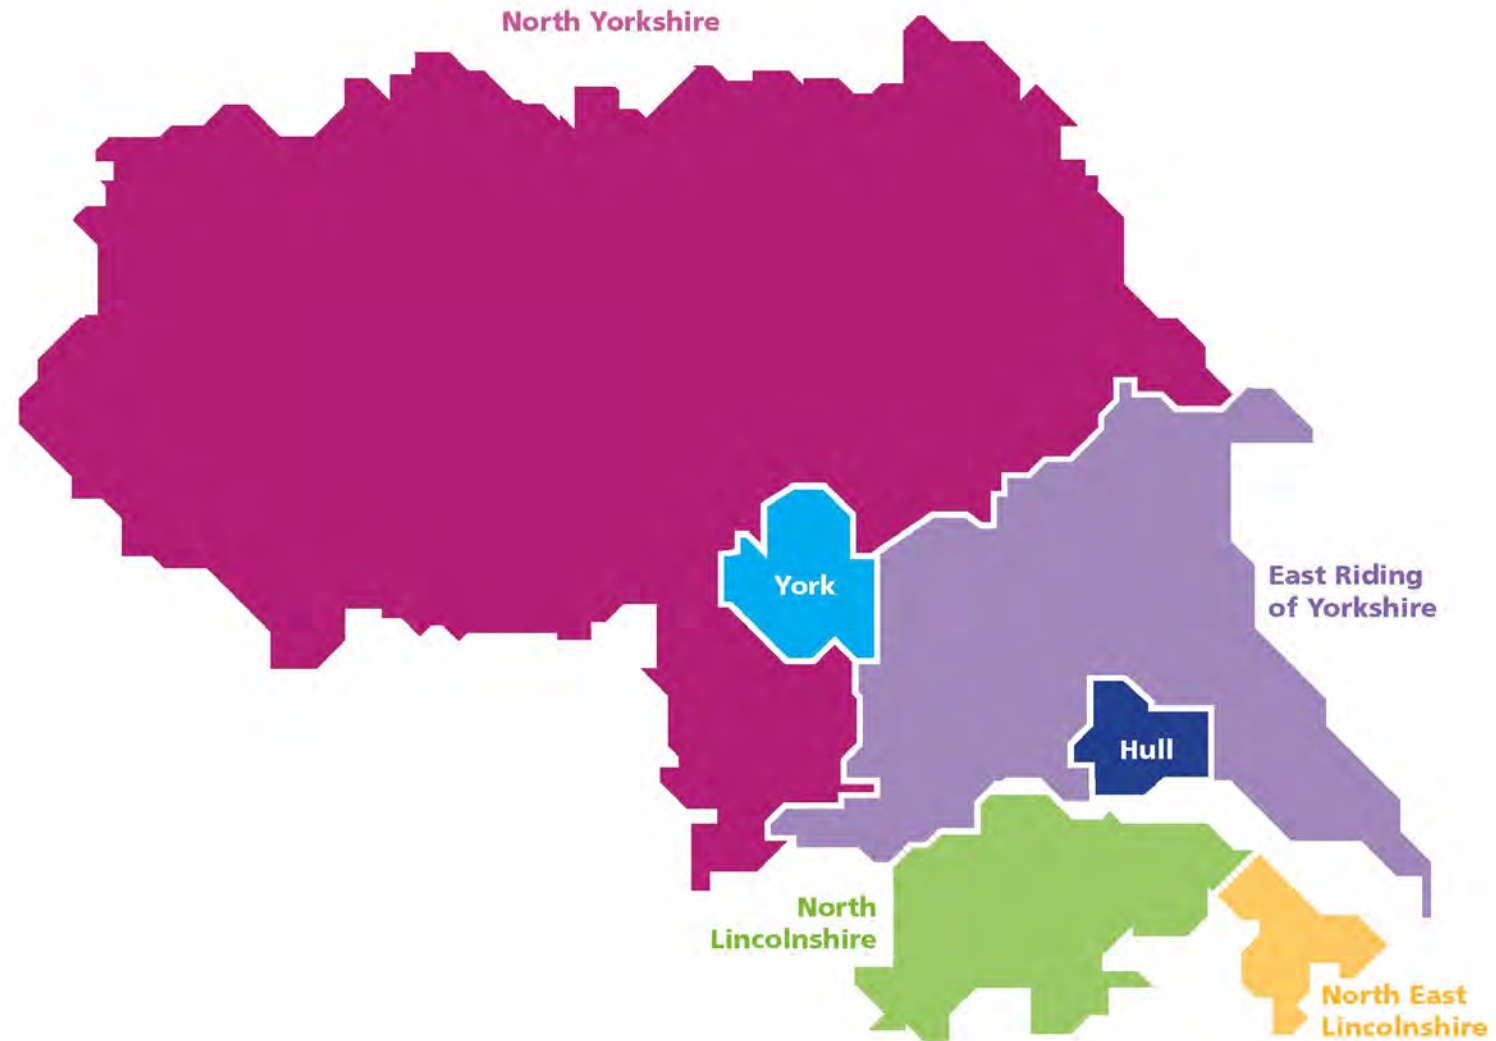 North Yorkshire
York
East Riding
of Yorkshire
Hull
North
Lincolnshire
North East
Lincolnshire